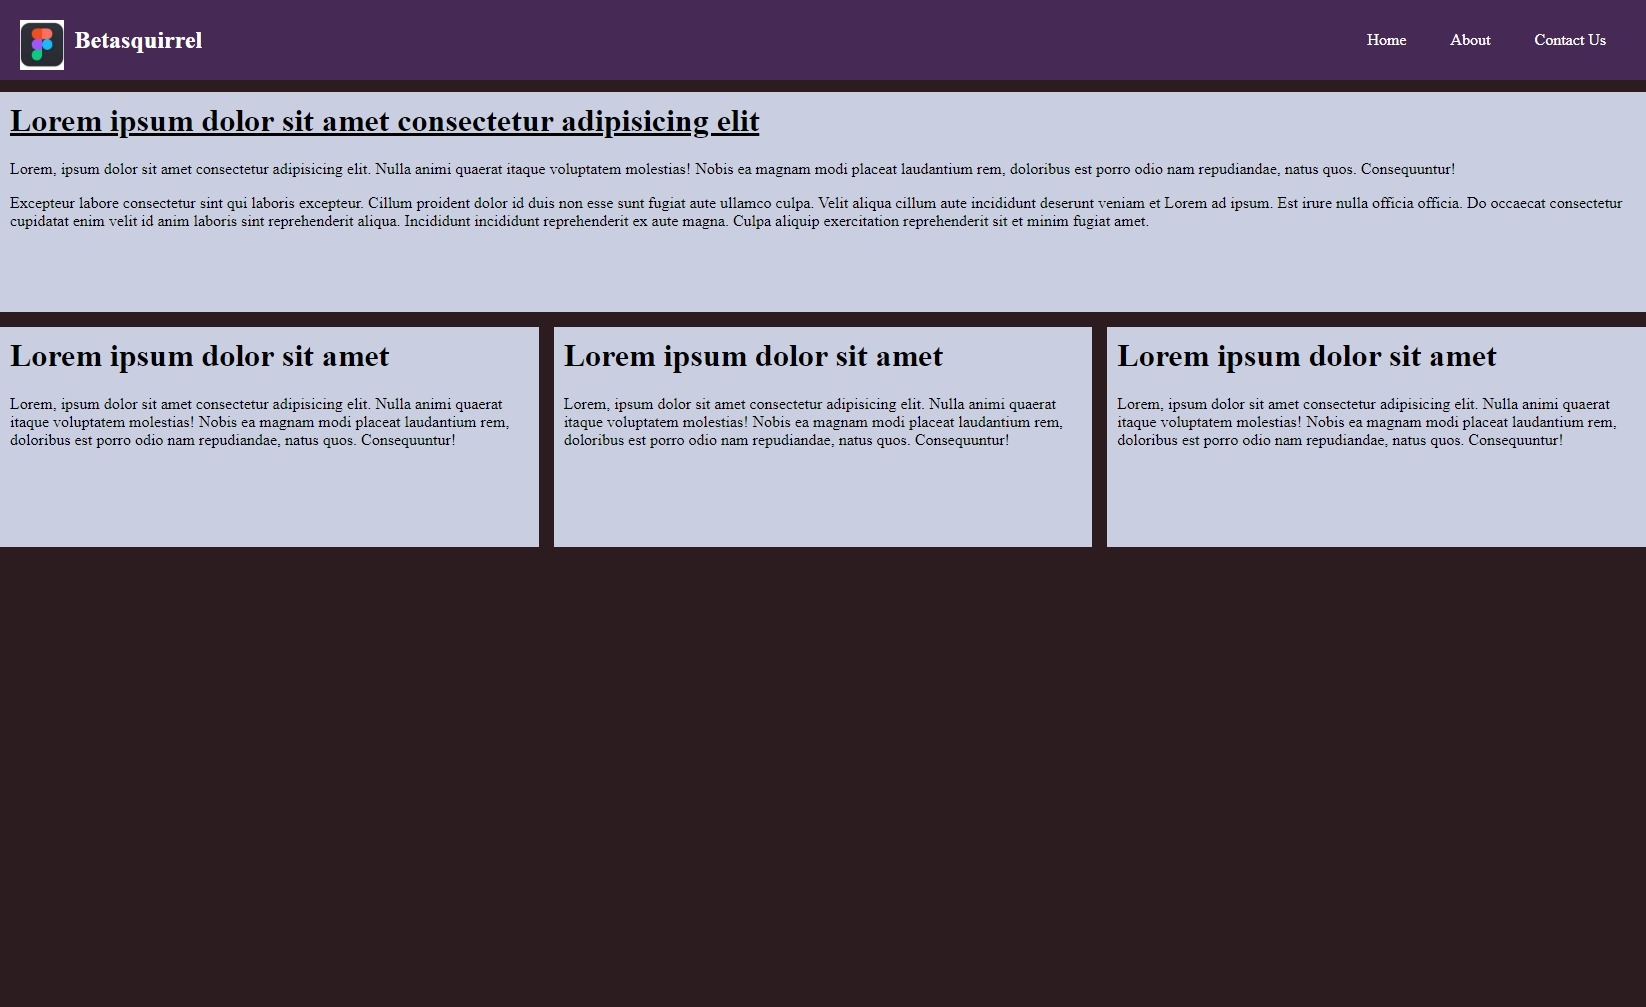 Betasquirrel
Home
About
Contact Us
Lorem ipsum dolor sit amet consectetur adipisicing elit
Lorem, ipsum dolor sit amet consectetur adipisicing elit. Nulla animi quaerat itaque voluptatem molestias! Nobis ea magnam modi placeat laudantium rem, doloribus est porro odio nam repudiandae, natus quos. Consequuntur!
Excepteur labore consectetur sint qui laboris excepteur. Cillum proident dolor id duis non esse sunt fugiat aute ullamco culpa. Velit aliqua cillum aute incididunt deserunt veniam et Lorem ad ipsum. Est irure nulla officia officia. Do occaecat consectetur
cupidatat enim velit id anim laboris sint reprehenderit aliqua. Incididunt incididunt reprehenderit ex aute magna. Culpa aliquip exercitation reprehenderit sit et minim fugiat amet.
Lorem ipsum dolor sit amet
Lorem, ipsum dolor sit amet consectetur adipisicing elit. Nulla animi quaerat
itaque voluptatem molestias! Nobis ea magnam modi placeat laudantium rem,
doloribus est porro odio nam repudiandae, natus quos. Consequuntur!
Lorem ipsum dolor sit amet
Lorem, ipsum dolor sit amet consectetur adipisicing elit. Nulla animi quaerat
itaque voluptatem molestias! Nobis ea magnam modi placeat laudantium rem,
doloribus est porro odio nam repudiandae, natus quos. Consequuntur!
Lorem ipsum dolor sit amet
Lorem, ipsum dolor sit amet consectetur adipisicing elit. Nulla animi quaerat
itaque voluptatem molestias! Nobis ea magnam modi placeat laudantium rem,
doloribus est porro odio nam repudiandae, natus quos. Consequuntur!